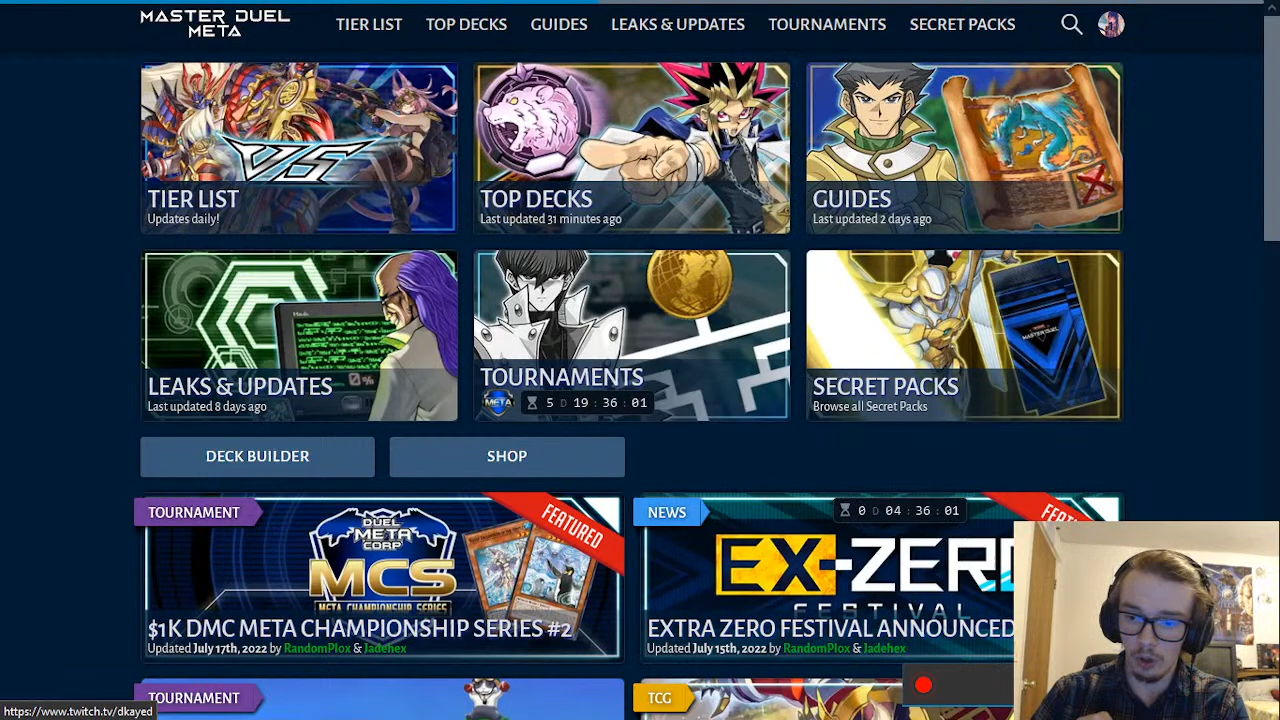 MASTER DUEL
META
TIER LIST
TOP DECKS
GUIDES
LEAKS & UPDATES
TOURNAMENTS
SECRET PACKS
VS
TIER LIST
Updates daily!
TOP DECKS
Last updated 31 minutes ago
GUIDES
Last updated 2 days ago
LEAKS & UPDATES
Last updated 8 days ago
TOURNAMENTS
META
5 D 19 : 36 : 01
SECRET PACKS
Browse all Secret Packs
DECK BUILDER
SHOP
TOURNAMENT
FEATURED
DUEL
META
CORP
MCS
META CHAMPIONSHIP SERIES
$1K DMC META CHAMPIONSHIP SERIES #2
Updated July 17th, 2022 by RandomPlox & Jadehex
NEWS
0 D 04 : 36 : 01
EX-ZERO
FESTIVAL
EXTRA ZERO FESTIVAL ANNOUNCED
Updated July 15th, 2022 by RandomPlox & Jadehex
TOURNAMENT
TCG
https://www.twitch.tv/dkayed